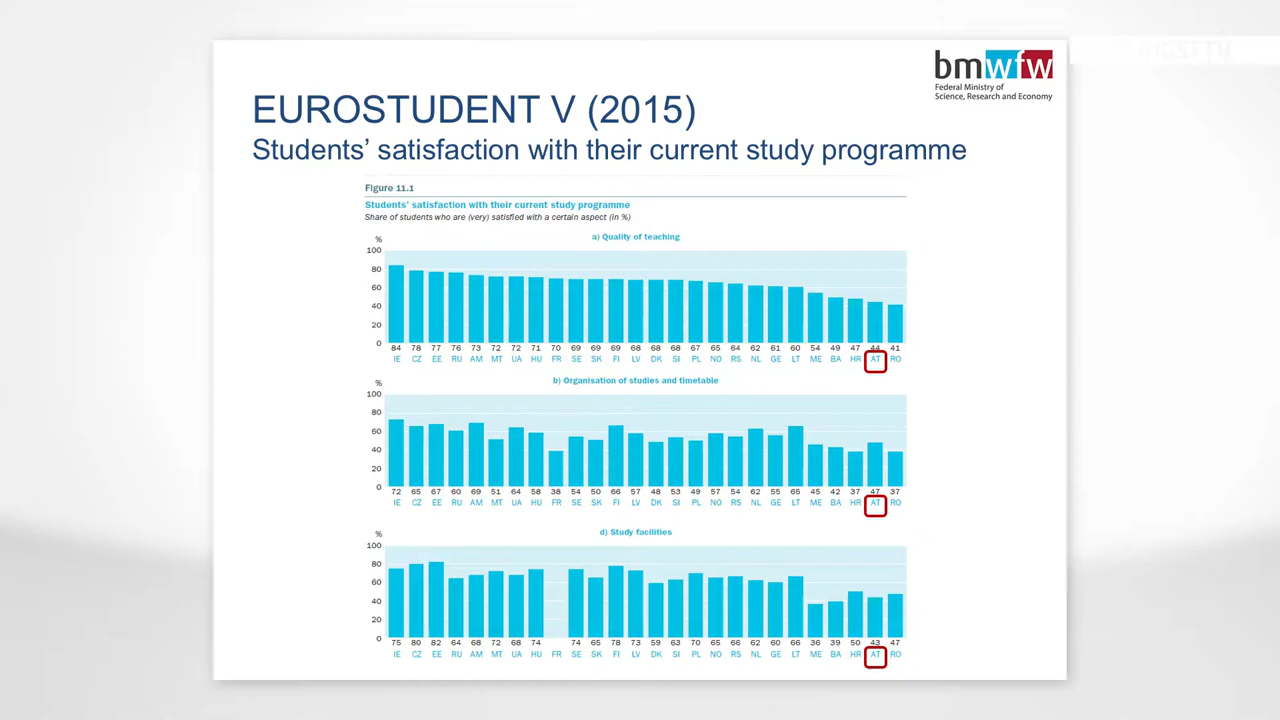 bmwfw
Federal Ministry of
Science, Research and Economy
EUROSTUDENT V (2015)
Students’ satisfaction with their current study programme
Figure 11.1
Students’ satisfaction with their current study programme
Share of students who are (very) satisfied with a certain aspect (in %)
a) Quality of teaching
%
100
80
60
40
20
0
84 78 77 76 73 72 72 71 70 69 69 69 68 68 68 67 65 64 62 61 60 54 49 47 44 41
IE CZ EE RU AM MT UA HU FR SE SK FI LV DK SI PL NO RS NL GE LT ME BA HR AT RO
b) Organisation of studies and timetable
%
100
80
60
40
20
0
72 65 67 60 69 51 64 58 38 54 50 66 57 48 53 49 57 54 62 55 65 45 42 37 47 37
IE CZ EE RU AM MT UA HU FR SE SK FI LV DK SI PL NO RS NL GE LT ME BA HR AT RO
d) Study facilities
%
100
80
60
40
20
0
75 80 82 64 68 72 68 74 74 65 78 73 59 63 70 65 66 62 60 66 36 39 50 43 47
IE CZ EE RU AM MT UA HU FR SE SK FI LV DK SI PL NO RS NL GE LT ME BA HR AT RO